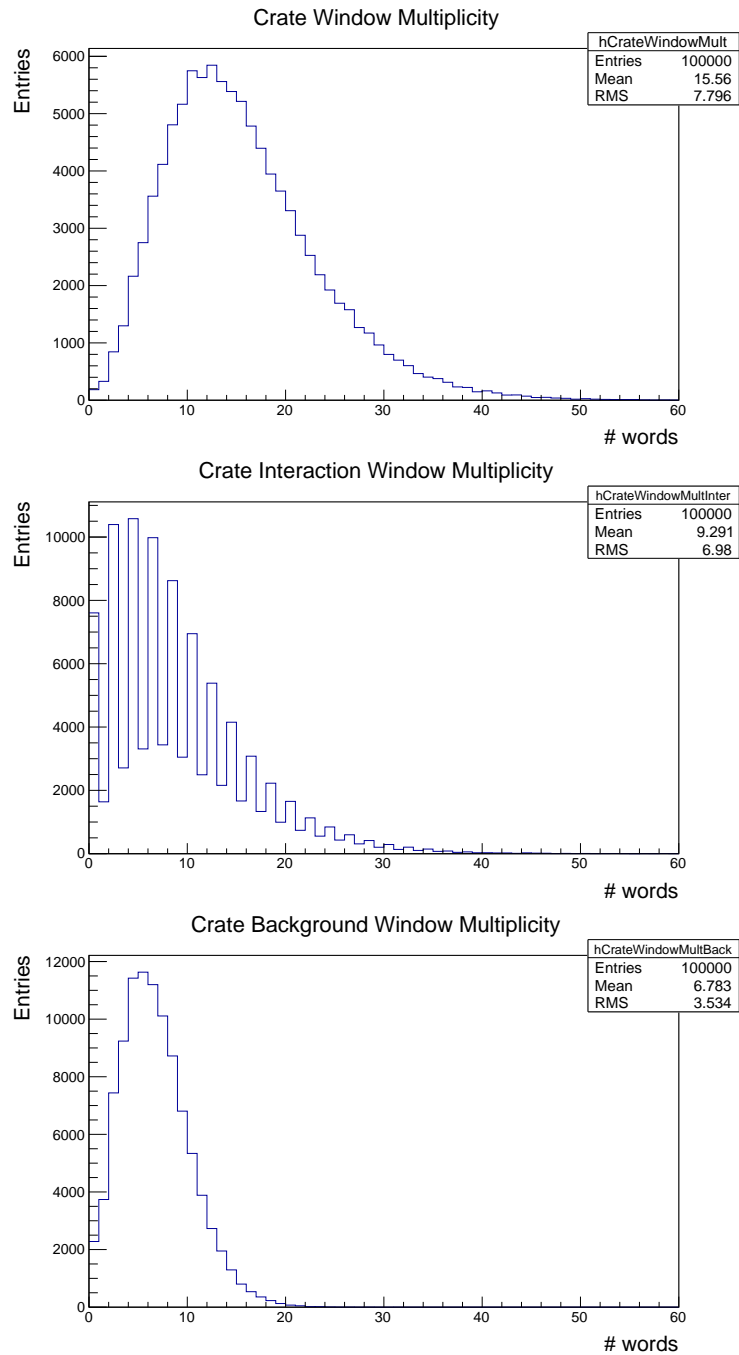 Crate Window Multiplicity
hCrateWindowMult
Entries 100000
Mean 15.56
RMS 7.796
Entries
6000
5000
4000
3000
2000
1000
0
0 10 20 30 40 50 60
# words
Crate Interaction Window Multiplicity
hCrateWindowMultInter
Entries 100000
Mean 9.291
RMS 6.98
Entries
10000
8000
6000
4000
2000
0
0 10 20 30 40 50 60
# words
Crate Background Window Multiplicity
hCrateWindowMultBack
Entries 100000
Mean 6.783
RMS 3.534
Entries
12000
10000
8000
6000
4000
2000
0
0 10 20 30 40 50 60
# words